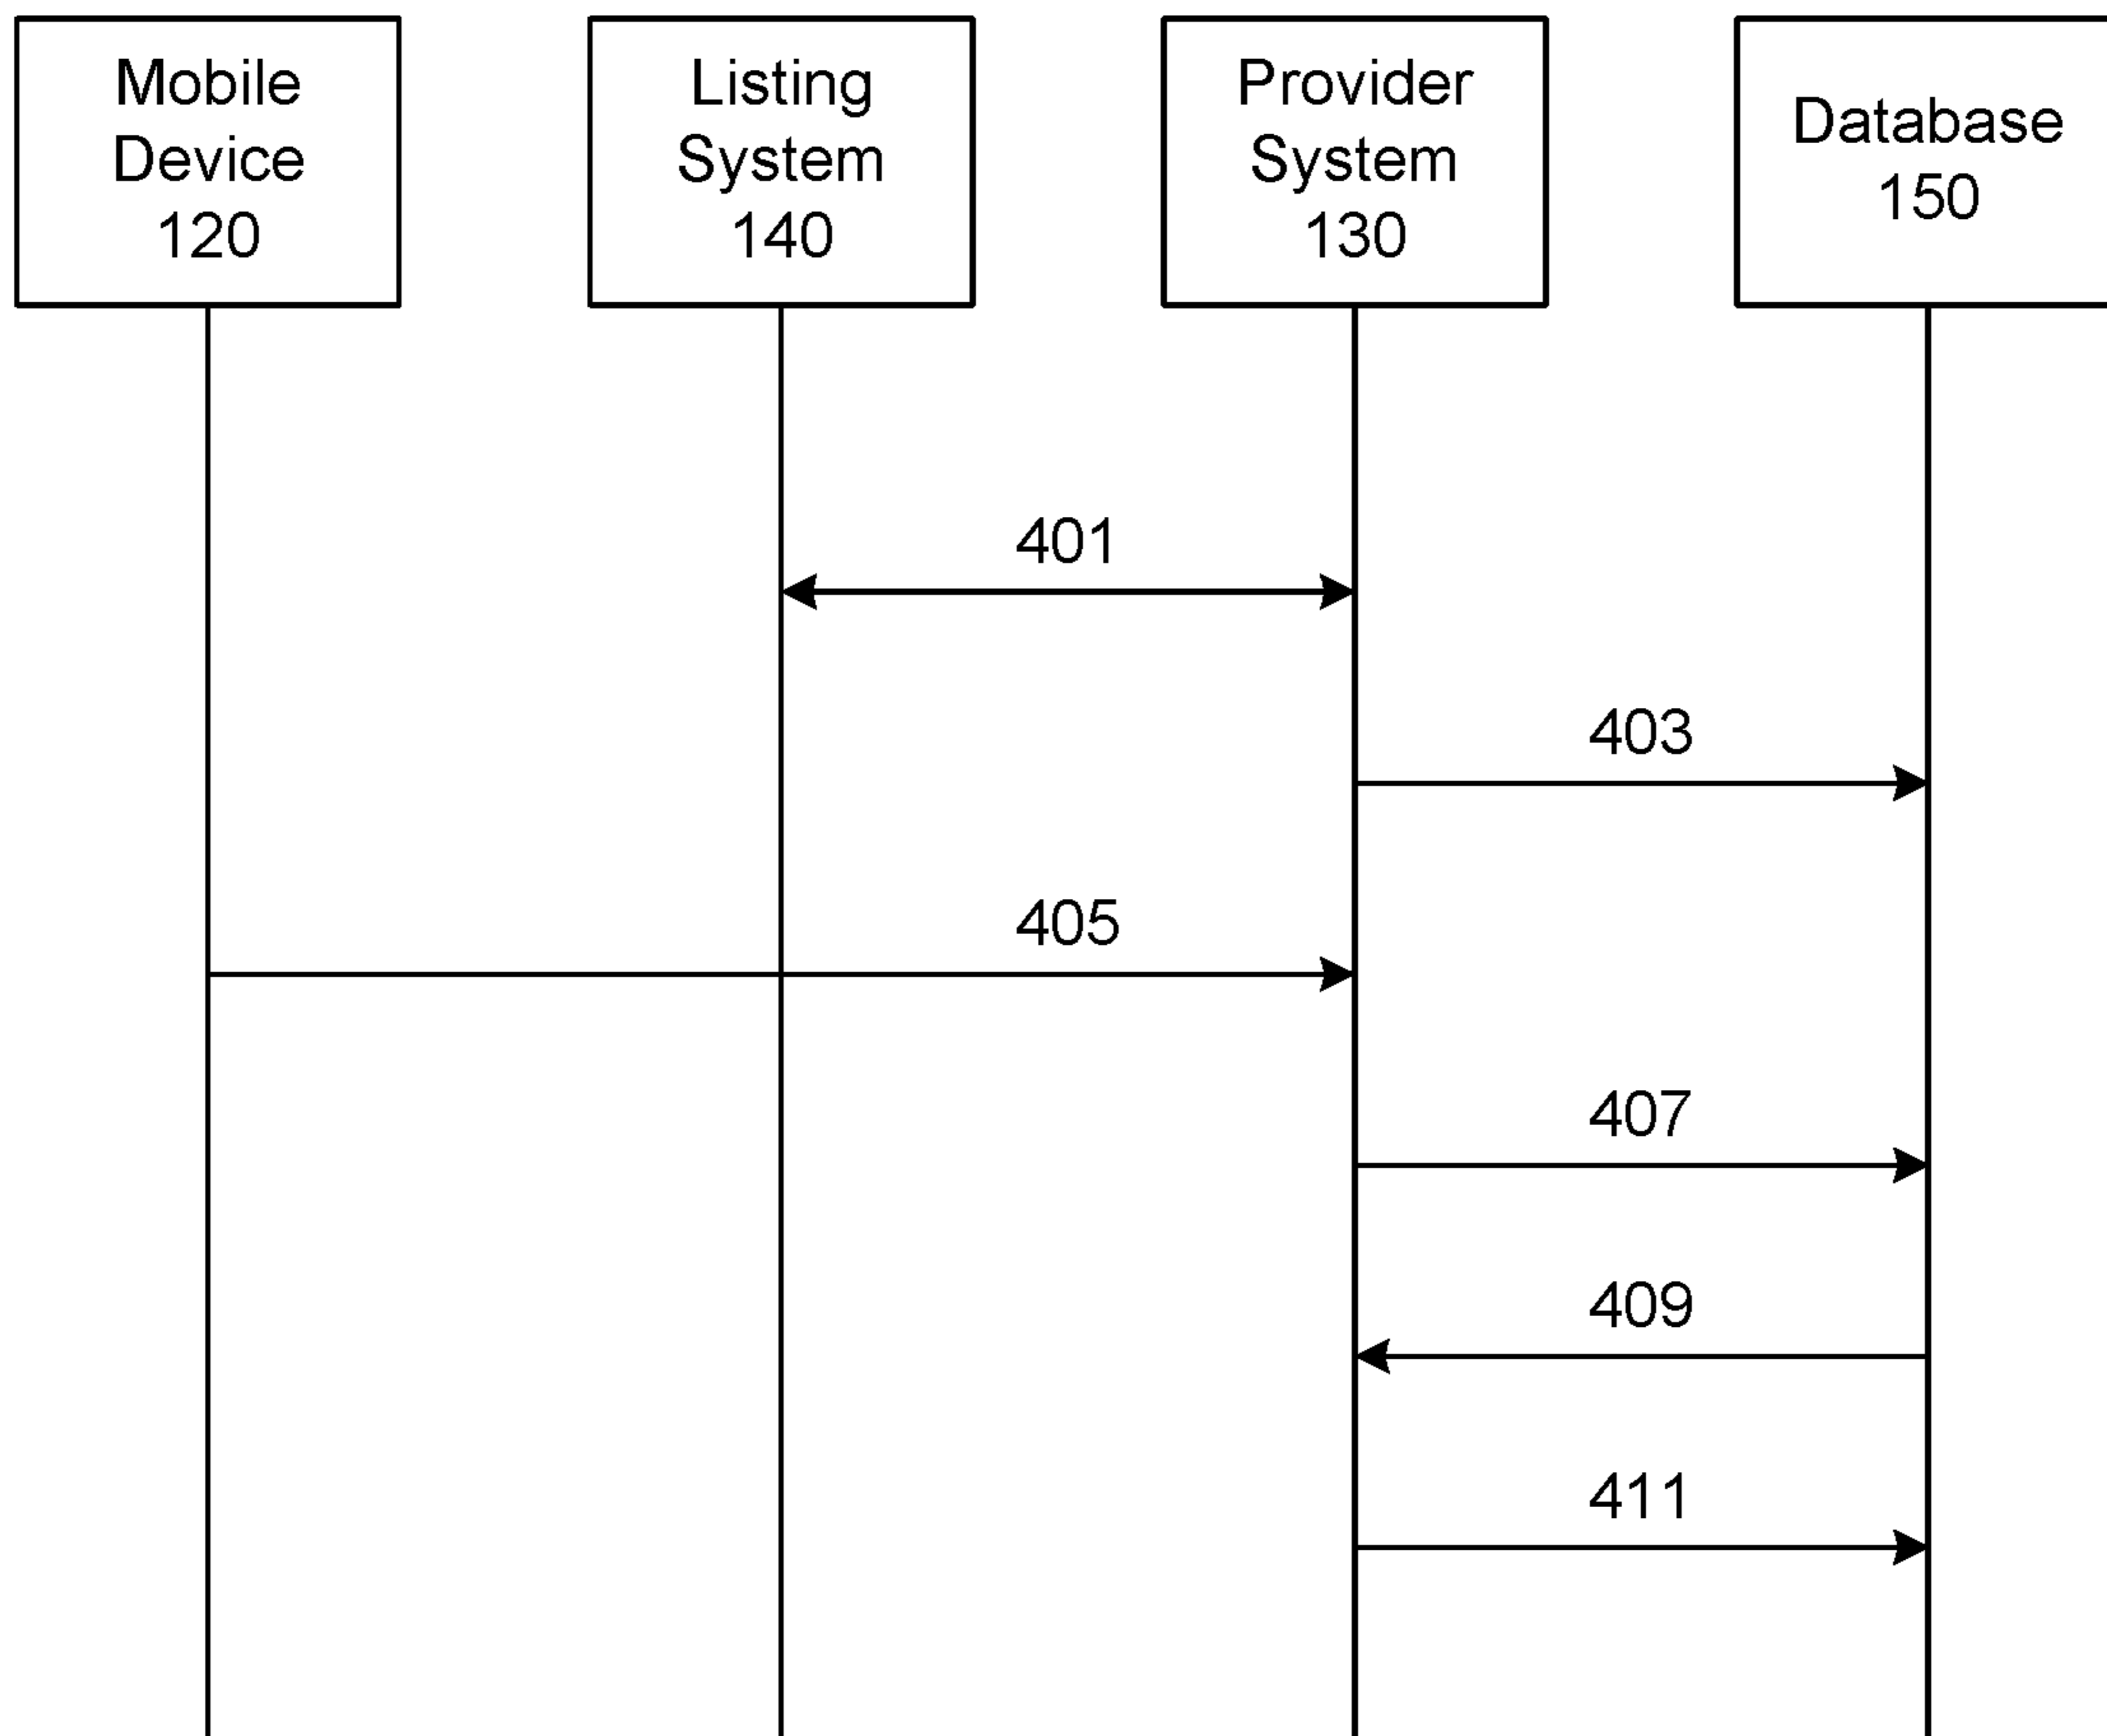 Mobile
Device
120
Listing
System
140
Provider
System
130
Database
150
401
403
405
407
409
411